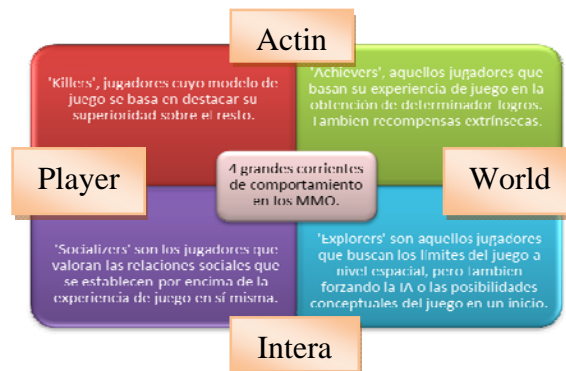 Actin
'Killers', jugadores cuyo modelo de
juego se basa en destacar su
superioridad sobre el resto.
'Achievers', aquellos jugadores que
basan su experiencia de juego en la
obtención de determinador logros.
Tambien recompensas extrínsecas.
Player
4 grandes corrientes
de comportamiento
en los MMO.
World
'Socializers' son los jugadores que
valoran las relaciones sociales que
se establecen por encima de la
experiencia de juego en sí misma.
'Explorers' son aquellos jugadores
que buscan los límites del juego a
nivel espacial, pero tambien
forzando la IA o las posibilidades
conceptuales del juego en un inicio.
Intera